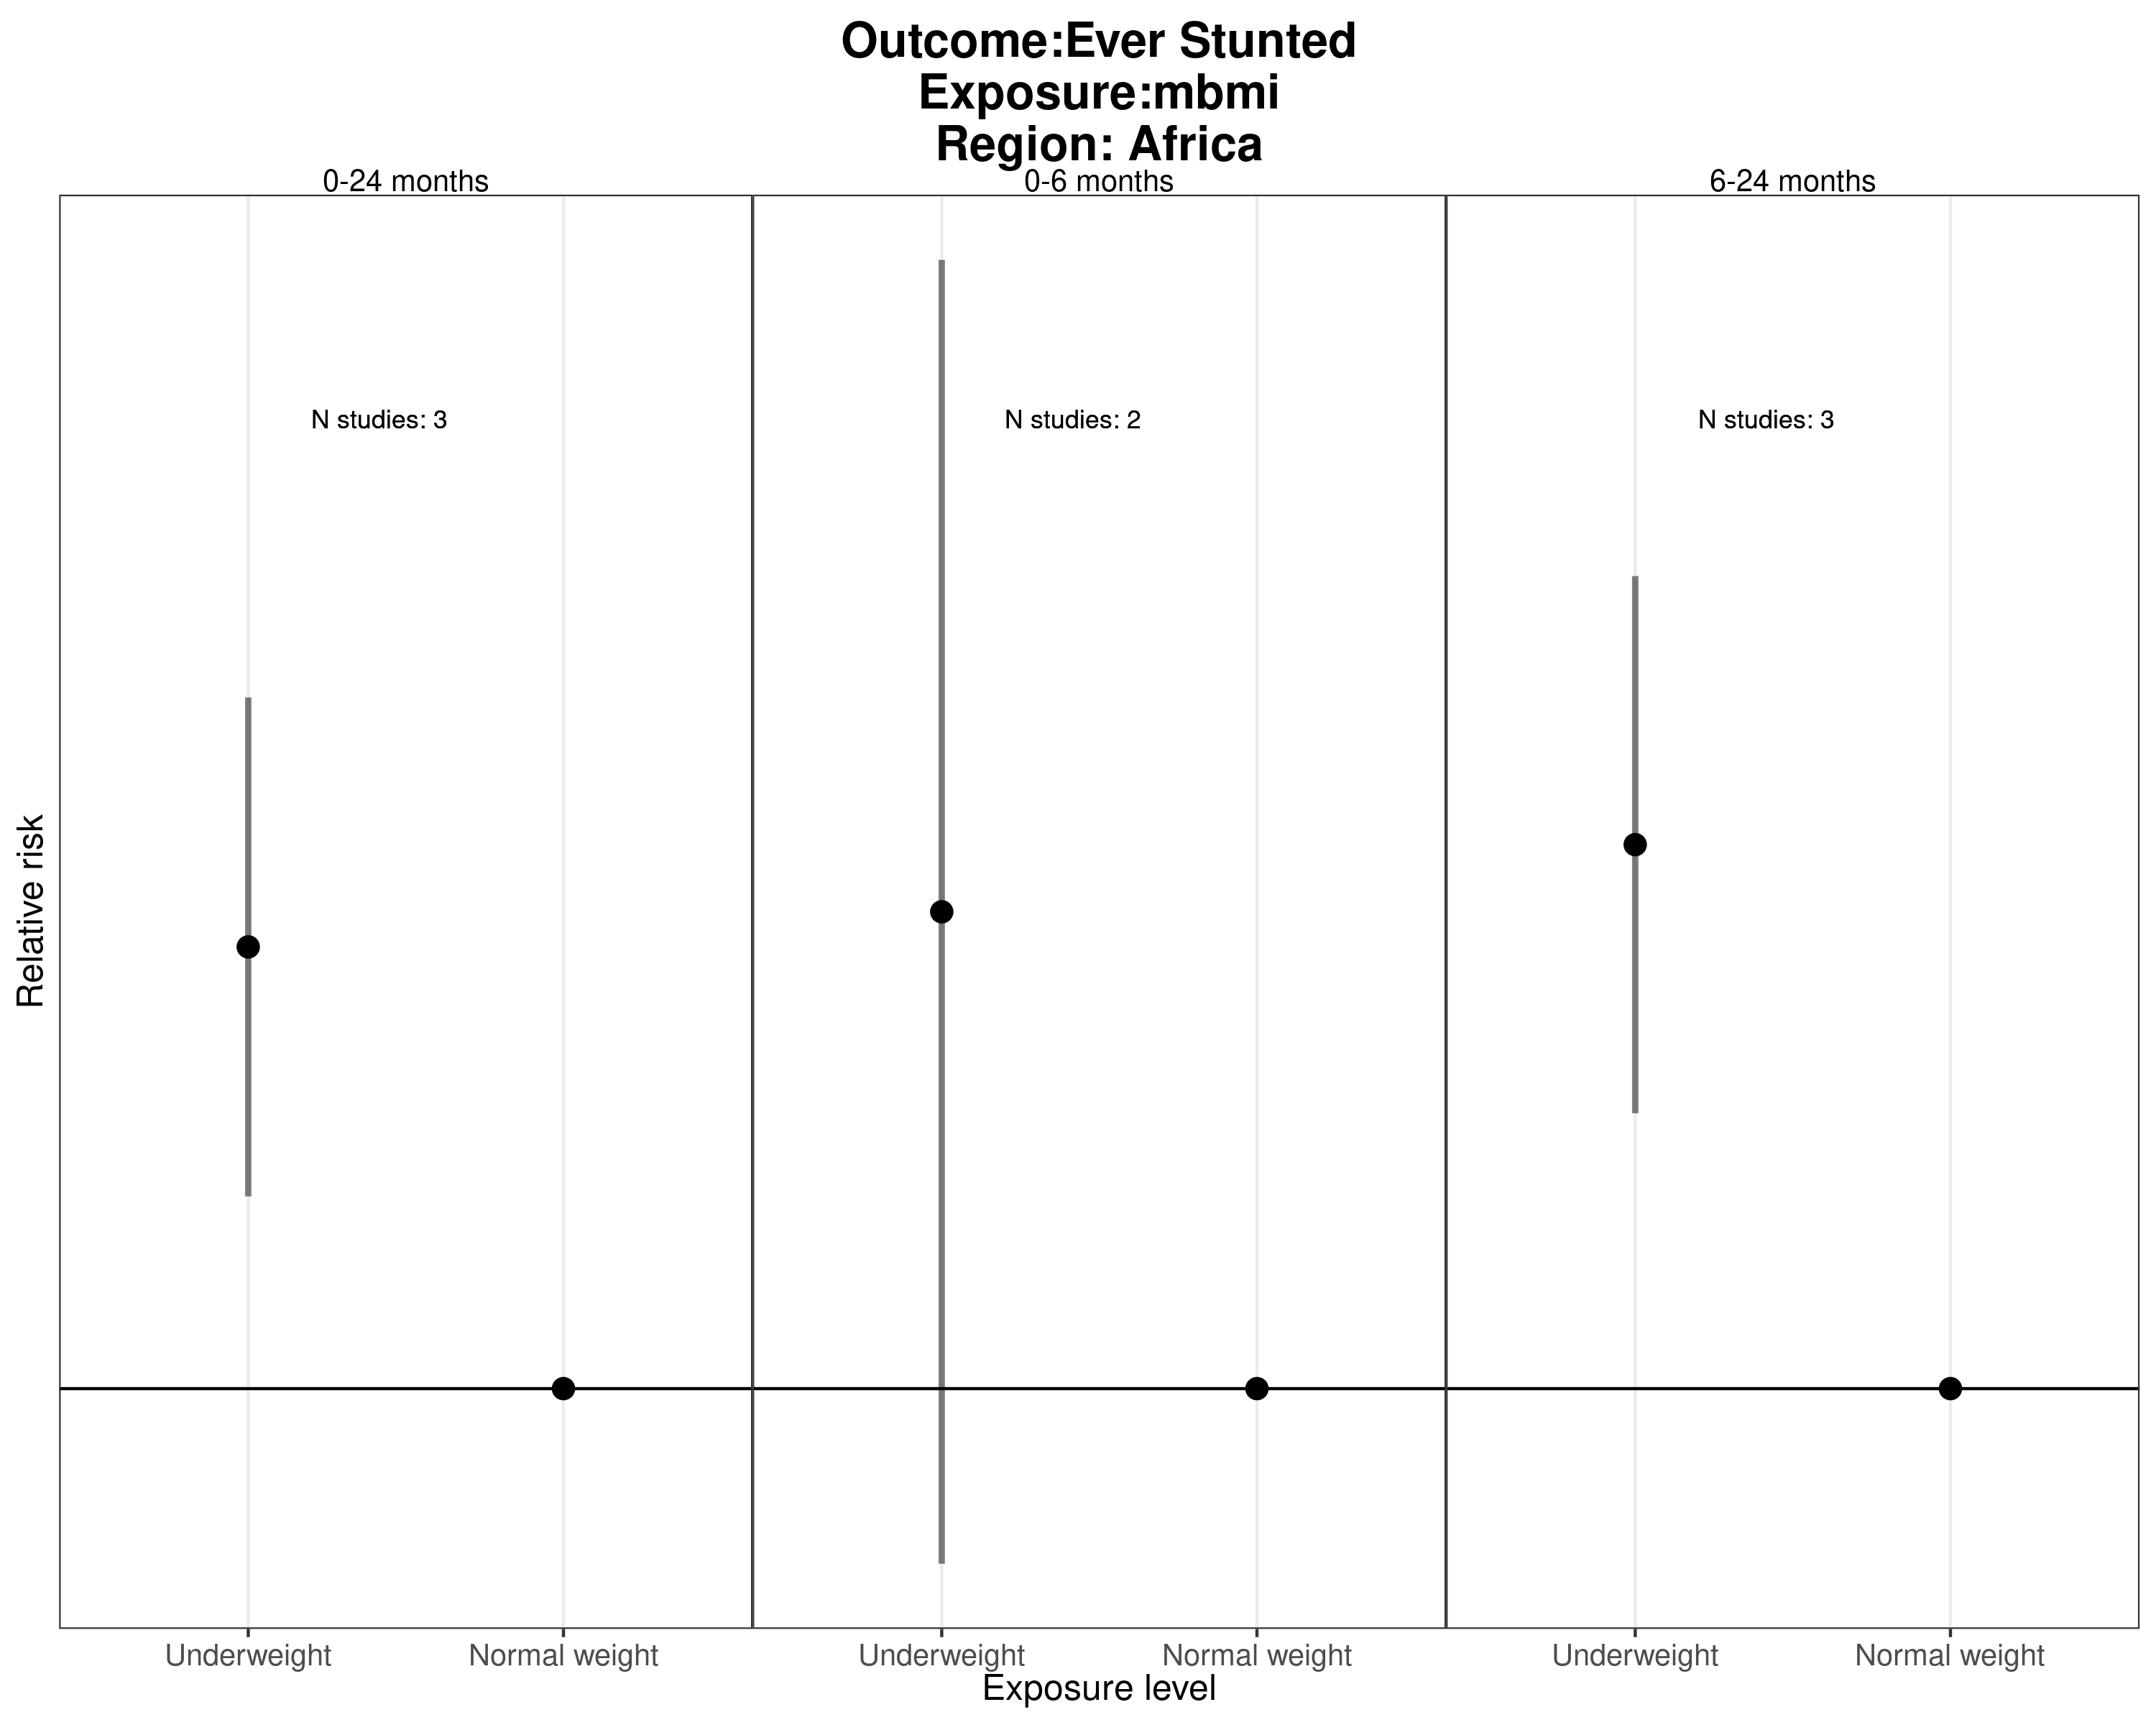 Outcome:Ever Stunted
Exposure:mbmi
Region: Africa
0-24 months
0-6 months
6-24 months
N studies: 3
N studies: 2
N studies: 3
Relative risk
Underweight
Normal weight
Underweight
Normal weight
Underweight
Normal weight
Exposure level